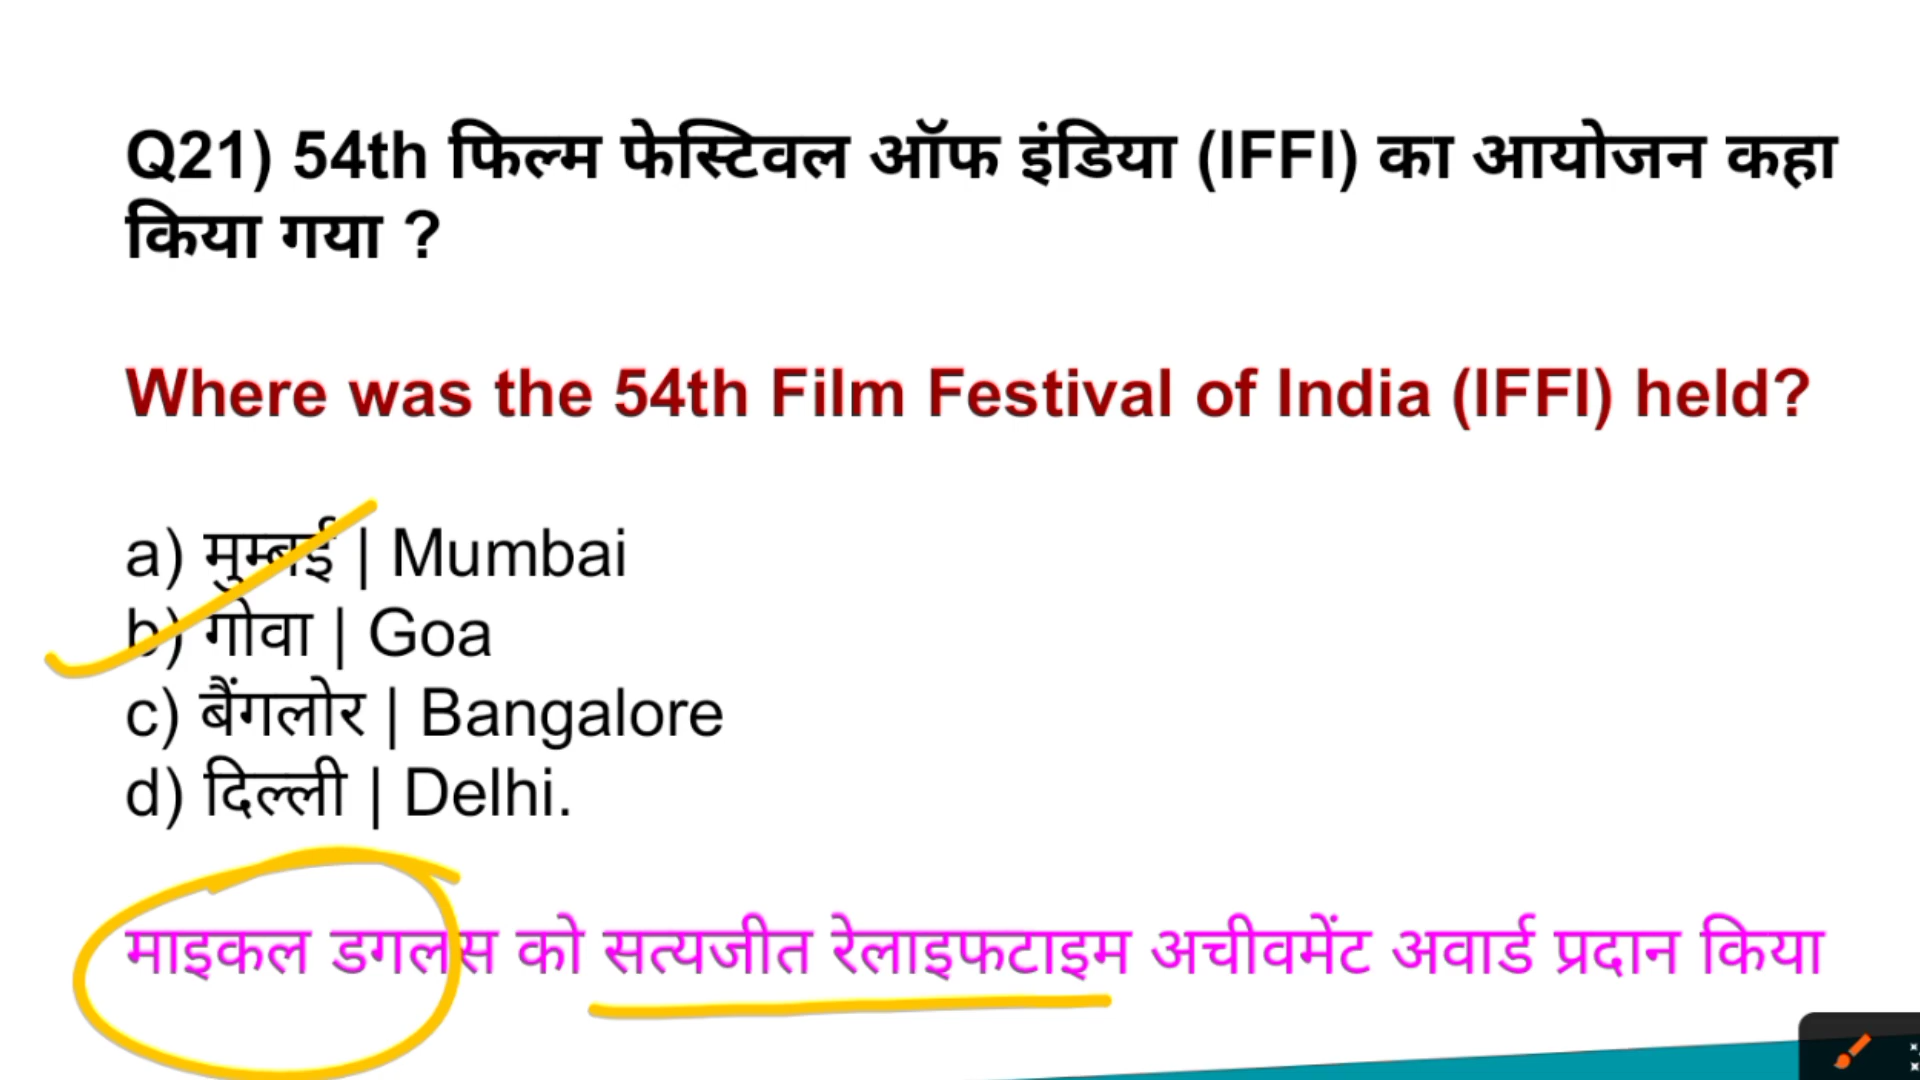 Q21) 54th फिल्म फेस्टिवल ऑफ इंडिया (IFFI) का आयोजन कहा
किया गया ?
Where was the 54th Film Festival of India (IFFI) held?
a) मुम्बई | Mumbai
b) गोवा | Goa
c) बैंगलोर | Bangalore
d) दिल्ली | Delhi.
माइकल डगलस को सत्यजीत रेलाइफटाइम अचीवमेंट अवार्ड प्रदान किया